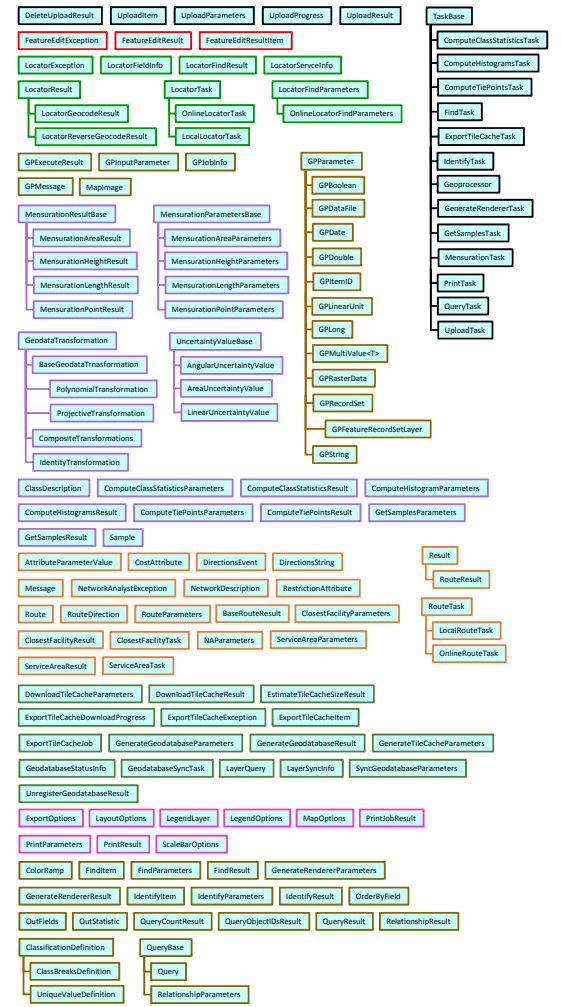 DeleteUploadResult UploadItem UploadParameters UploadProgress UploadResult
FeatureEditException FeatureEditResult FeatureEditResultItem
LocatorException LocatorFieldInfo LocatorFindResult LocatorServceInfo
LocatorResult LocatorTask LocatorFindParameters
LocatorGeocodeResult OnlineLocatorTask OnlineLocatorFindParameters
LocatorReverseGeocodeResult LocalLocatorTask
TaskBase
ComputeClassStatisticsTask
ComputeHistogramsTask
ComputeTiePointsTask
FindTask
ExportTileCacheTask
IdentifyTask
Geoprocessor
GenerateRendererTask
GetSamplesTask
MensurationTask
PrintTask
QueryTask
UploadTask
GPExecuteResult GPInputParameter GPJobInfo
GPMessage MapImage
GPParameter
GPBoolean
GPDataFile
GPDate
GPDouble
GPItemID
GPLinearUnit
GPLong
GPMultiValue<T>
GPRasterData
GPRecordSet
GPFeatureRecordSetLayer
GPString
MensurationResultBase MensurationParametersBase
MensurationAreaResult MensurationAreaParameters
MensurationHeightResult MensurationHeightParameters
MensurationLengthResult MensurationLengthParameters
MensurationPointResult MensurationPointParameters
GeodataTransformation UncertaintyValueBase
BaseGeodataTrnasformation AngularUncertaintyValue
PolynomialTransformation AreaUncertaintyValue
ProjectiveTransformation LinearUncertaintyValue
CompositeTransformations
IdentityTransformation
ClassDescription ComputeClassStatisticsParameters ComputeClassStatisticsResult ComputeHistogramParameters
ComputeHistogramsResult ComputeTiePointsParameters ComputeTiePointsResult GetSamplesParameters
GetSamplesResult Sample
AttributeParameterValue CostAttribute DirectionsEvent DirectionsString
Message NetworkAnalystException NetworkDescription RestrictionAttribute
Route RouteDirection RouteParameters BaseRouteResult ClosestFacilityParameters
ClosestFacilityResult ClosestFacilityTask NAParameters ServiceAreaParameters
ServiceAreaResult ServiceAreaTask
Result
RouteResult
RouteTask
LocalRouteTask
OnlineRouteTask
DownloadTileCacheParameters DownloadTileCacheResult EstimateTileCacheSizeResult
ExportTileCacheDownloadProgress ExportTileCacheException ExportTileCacheItem
ExportTileCacheJob GenerateGeodatabaseParameters GenerateGeodatabaseResult GenerateTileCacheParameters
GeodatabaseStatusInfo GeodatabaseSyncTask LayerQuery LayerSyncInfo SyncGeodatabaseParameters
UnregisterGeodatabaseResult
ExportOptions LayoutOptions LegendLayer LegendOptions MapOptions PrintJobResult
PrintParameters PrintResult ScaleBarOptions
ColorRamp FindItem FindParameters FindResult GenerateRendererParameters
GenerateRendererResult IdentifyItem IdentifyParameters IdentifyResult OrderByField
OutFields OutStatistic QueryCountResult QueryObjectIDsResult QueryResult RelationshipResult
ClassificationDefinition QueryBase
ClassBreaksDefinition Query
UniqueValueDefinition RelationshipParameters